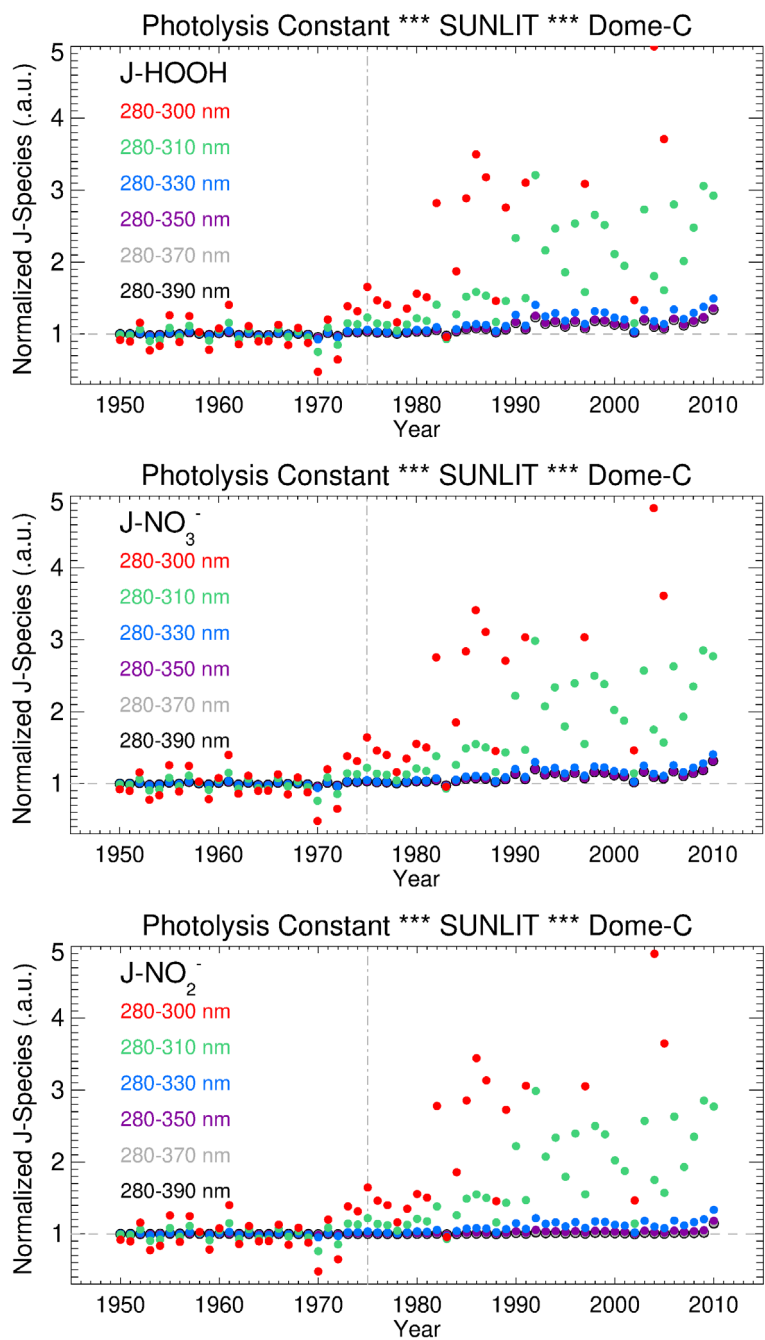 Photolysis Constant *** SUNLIT *** Dome-C
5
4
3
2
1
Normalized J-Species (.a.u.)
J-HOOH
280-300 nm
280-310 nm
280-330 nm
280-350 nm
280-370 nm
280-390 nm
1950 1960 1970 1980 1990 2000 2010
Year
Photolysis Constant *** SUNLIT *** Dome-C
5
4
3
2
1
Normalized J-Species (.a.u.)
J-NO₃⁻
280-300 nm
280-310 nm
280-330 nm
280-350 nm
280-370 nm
280-390 nm
1950 1960 1970 1980 1990 2000 2010
Year
Photolysis Constant *** SUNLIT *** Dome-C
5
4
3
2
1
Normalized J-Species (.a.u.)
J-NO₂⁻
280-300 nm
280-310 nm
280-330 nm
280-350 nm
280-370 nm
280-390 nm
1950 1960 1970 1980 1990 2000 2010
Year